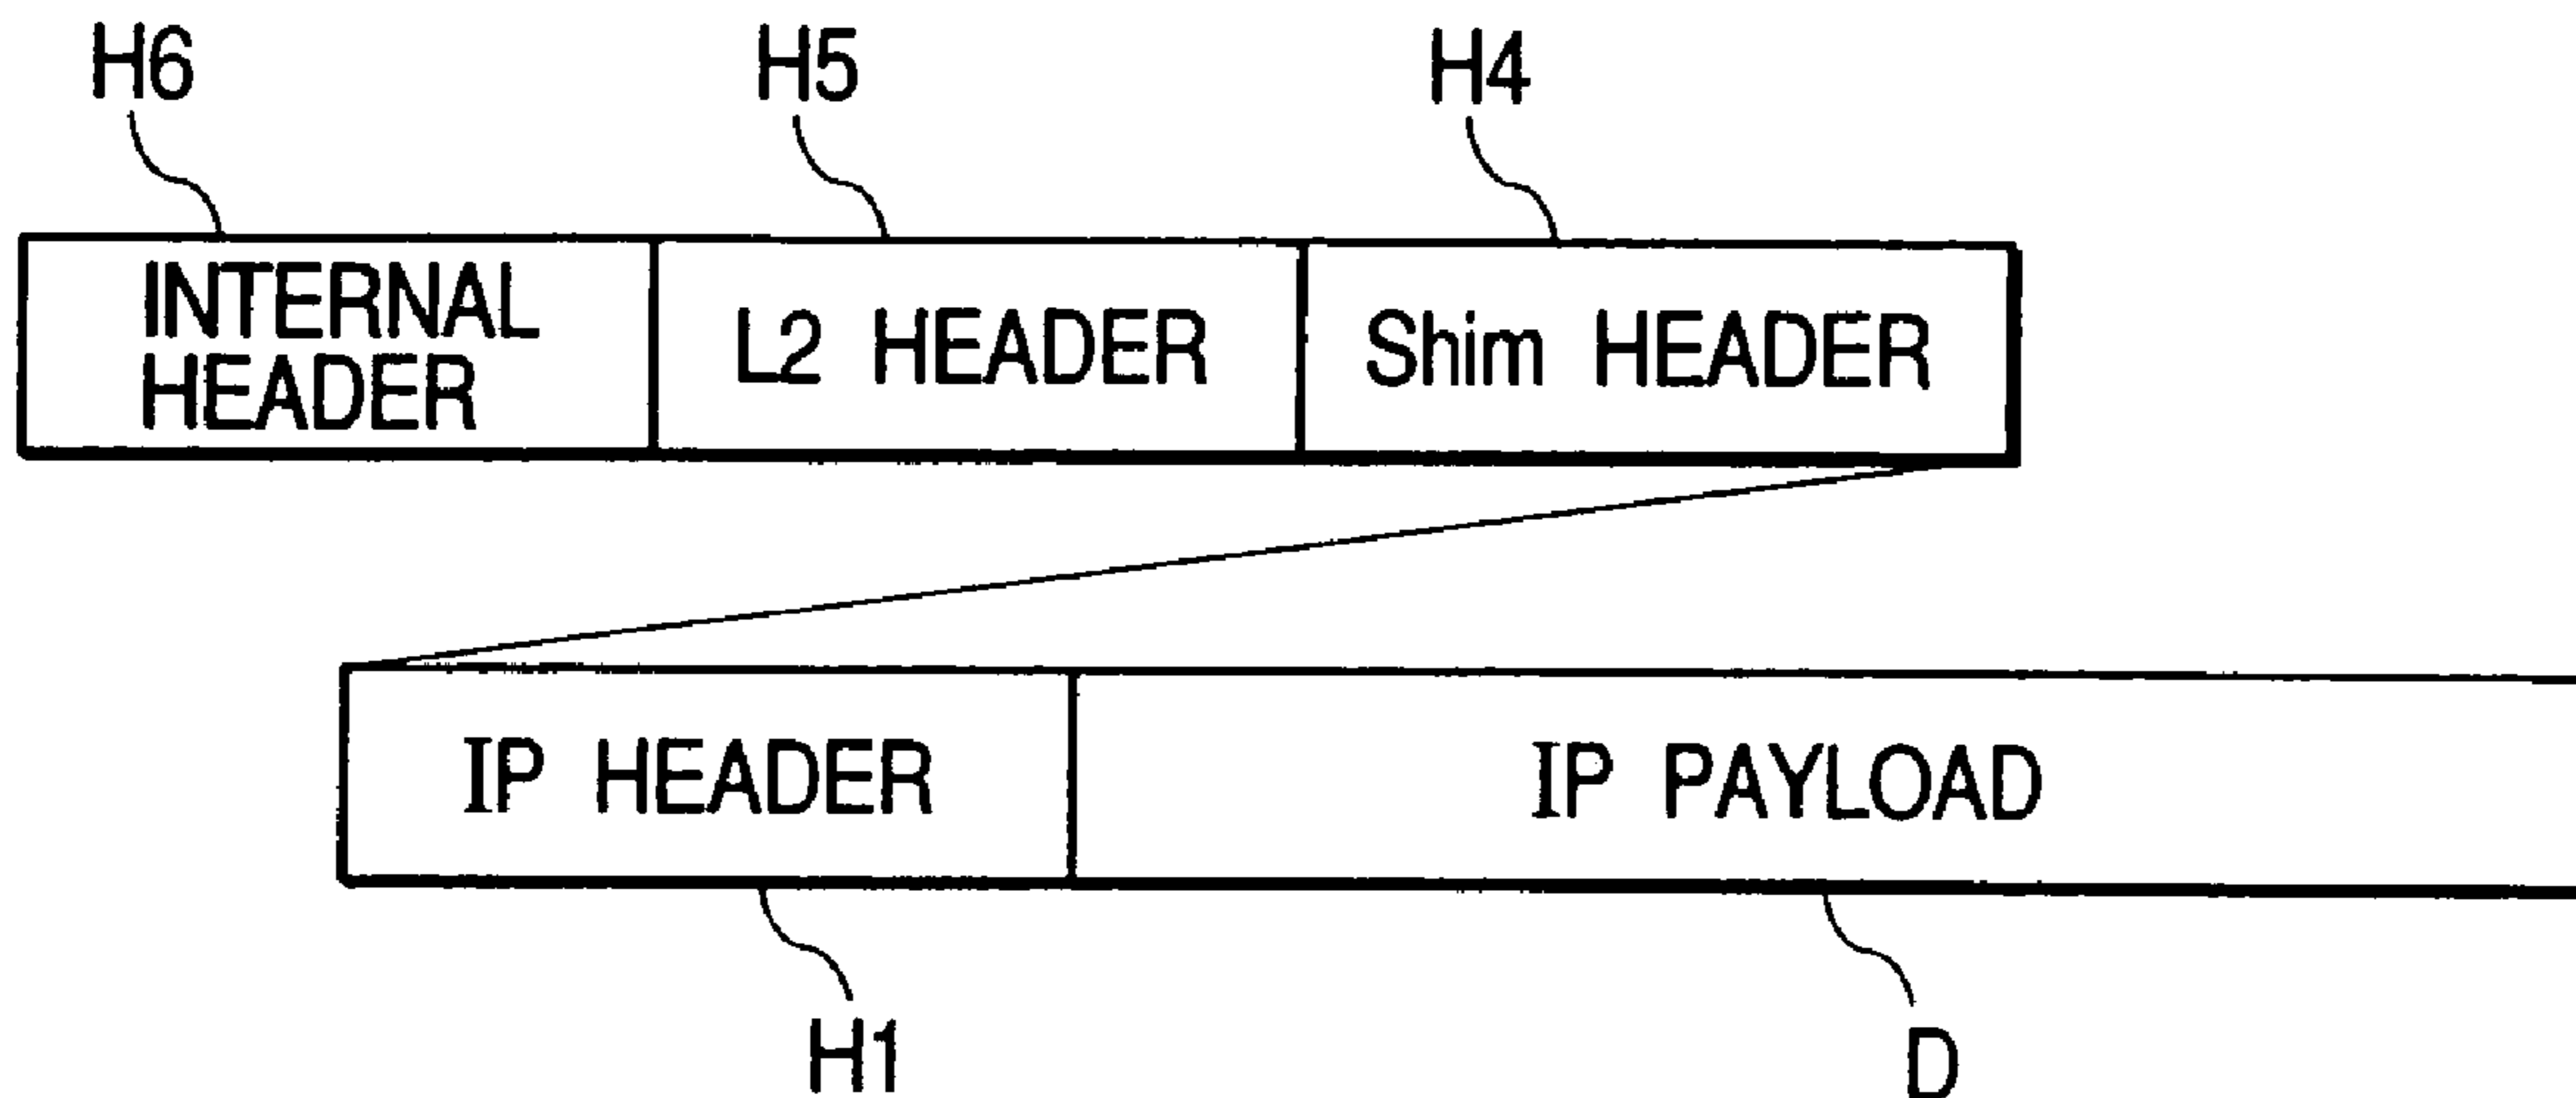 H6 H5 H4
INTERNAL HEADER
L2 HEADER
Shim HEADER
IP HEADER
IP PAYLOAD
H1 D